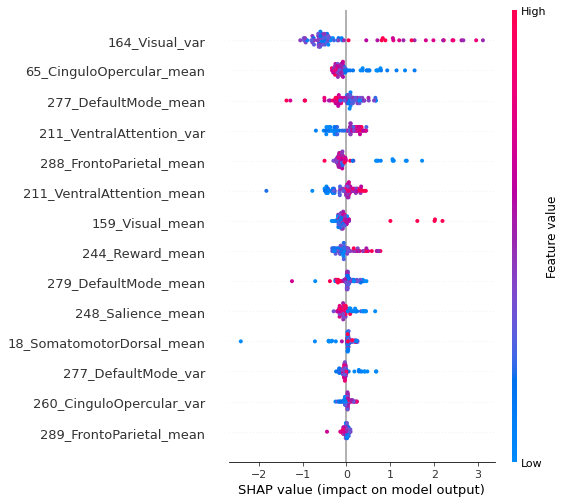 High
164_Visual_var
65_CinguloOpercular_mean
277_DefaultMode_mean
211_VentralAttention_var
288_FrontoParietal_mean
211_VentralAttention_mean
159_Visual_mean
244_Reward_mean
279_DefaultMode_mean
248_Salience_mean
18_SomatomotorDorsal_mean
277_DefaultMode_var
260_CinguloOpercular_var
289_FrontoParietal_mean
Feature value
Low
−2 −1 0 1 2 3
SHAP value (impact on model output)